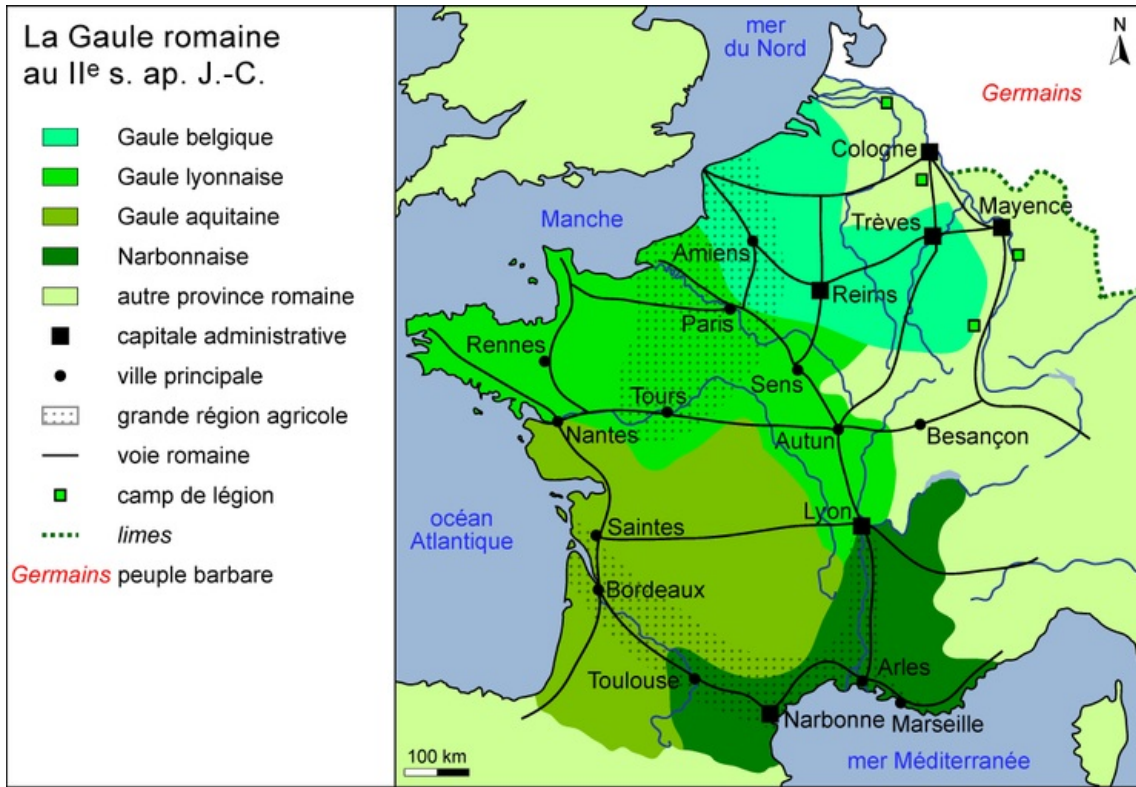 La Gaule romaine
au IIe s. ap. J.-C.
Gaule belgique
Gaule lyonnaise
Gaule aquitaine
Narbonnaise
autre province romaine
capitale administrative
ville principale
grande région agricole
voie romaine
camp de légion
limes
Germains peuple barbare
mer
du Nord
N
Germains
Cologne
Mayence
Trèves
Manche
Amiens
Reims
Paris
Rennes
Sens
Tours
Nantes
Autun
Besançon
Lyon
océan
Atlantique
Saintes
Bordeaux
Toulouse
Arles
Narbonne
Marseille
100 km
mer Méditerranée